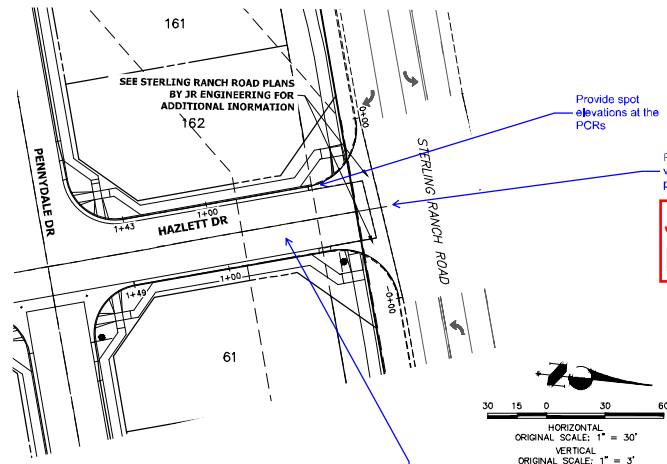 161
SEE STERLING RANCH ROAD PLANS
BY JR ENGINEERING FOR
ADDITIONAL INORMATION
162
0+00
Provide spot
elevations at the
PCRs
PENNYDALE DR
STERLING RANCH ROAD
1+43
1+00
HAZLETT DR
1+49
1+00
-0+00
61
30 15 0 30 60
HORIZONTAL
ORIGINAL SCALE: 1" = 30'
VERTICAL
ORIGINAL SCALE: 1" = 3'